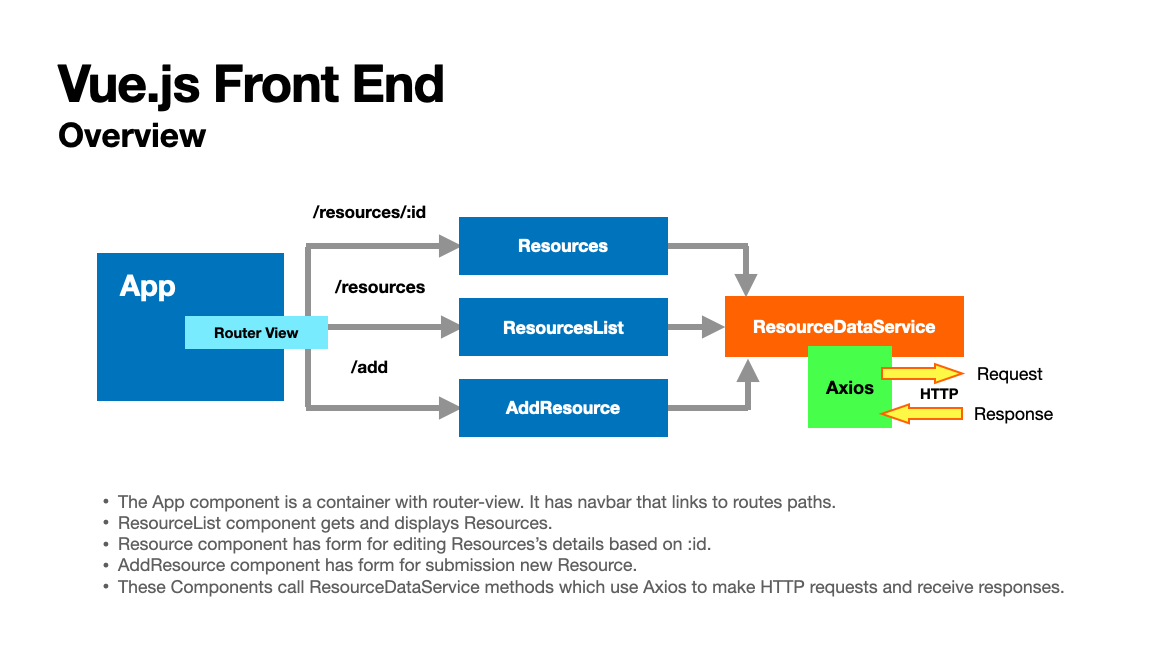 Vue.js Front End
Overview
/resources/:id
Resources
App
/resources
Router View
ResourcesList
ResourceDataService
/add
Axios
Request
HTTP
AddResource
Response
• The App component is a container with router-view. It has navbar that links to routes paths.
• ResourceList component gets and displays Resources.
• Resource component has form for editing Resources’s details based on :id.
• AddResource component has form for submission new Resource.
• These Components call ResourceDataService methods which use Axios to make HTTP requests and receive responses.